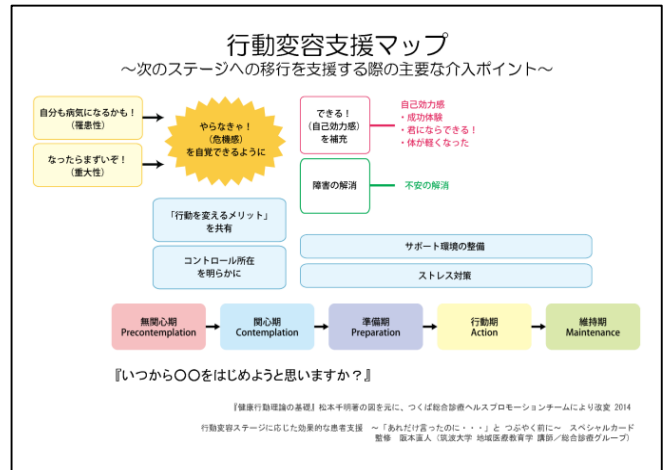 行動変容支援マップ
～次のステージへの移行を支援する際の主要な介入ポイント～
自分も病気になるかも！
（罹患性）
なったらまずいぞ！
（重大性）
やらなきゃ！
（危機感）
を自覚できるように
できる！
（自己効力感）
を補充
自己効力感
・成功体験
・君にならできる！
・体が軽くなった
障害の解消
不安の解消
「行動を変えるメリット」
を共有
コントロール所在
を明らかに
サポート環境の整備
ストレス対策
無関心期
Precontemplation
関心期
Contemplation
準備期
Preparation
行動期
Action
維持期
Maintenance
『いつから〇〇をはじめようと思いますか？』
『健康行動理論の基礎』松本千明著の図を元に、つくば総合診療ヘルスプロモーションチームにより改変 2014
行動変容ステージに応じた効果的な患者支援　～「あれだけ言ったのに・・・」と つぶやく前に～　スペシャルカード
監修　阪本直人（筑波大学 地域医療教育学 講師／総合診療グループ）